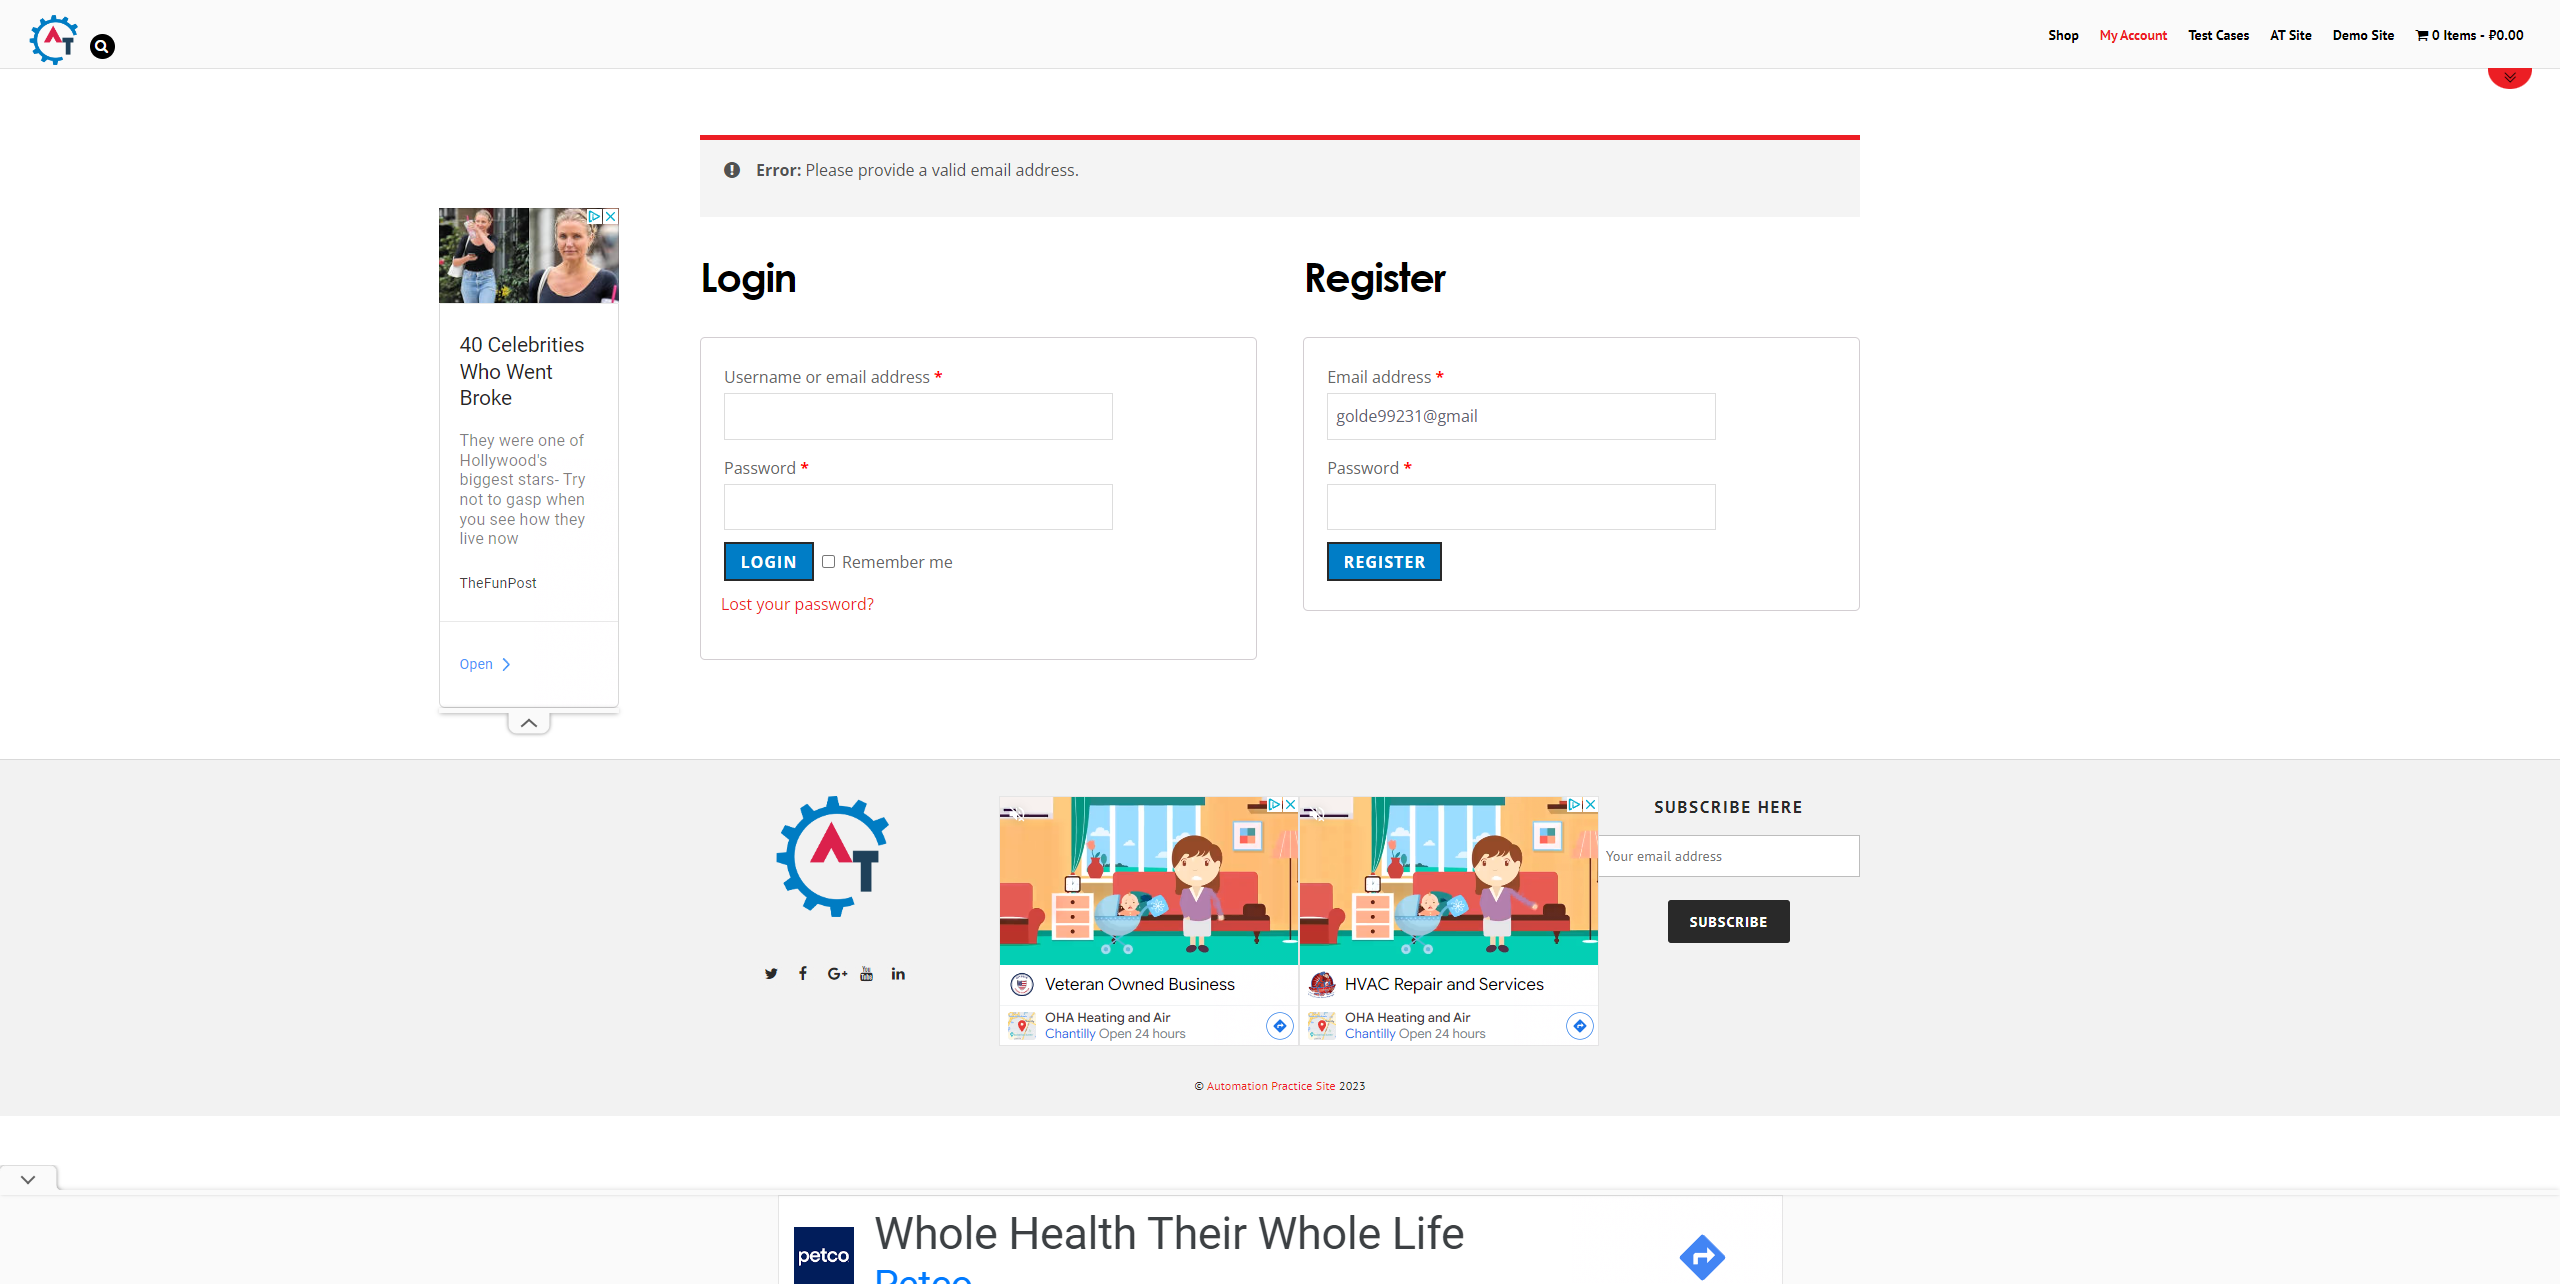 AT
Shop
My Account
Test Cases
AT Site
Demo Site
0 Items - ₽0.00
Error: Please provide a valid email address.
40 Celebrities
Who Went
Broke
They were one of
Hollywood's
biggest stars- Try
not to gasp when
you see how they
live now
TheFunPost
Open
Login
Username or email address *
Password *
LOGIN
Remember me
Lost your password?
Register
Email address *
golde99231@gmail
Password *
REGISTER
AT
G+
You
in
Veteran Owned Business
OHA Heating and Air
Chantilly Open 24 hours
HVAC Repair and Services
OHA Heating and Air
Chantilly Open 24 hours
SUBSCRIBE HERE
Your email address
SUBSCRIBE
© Automation Practice Site 2023
petco
Whole Health Their Whole Life
Petco